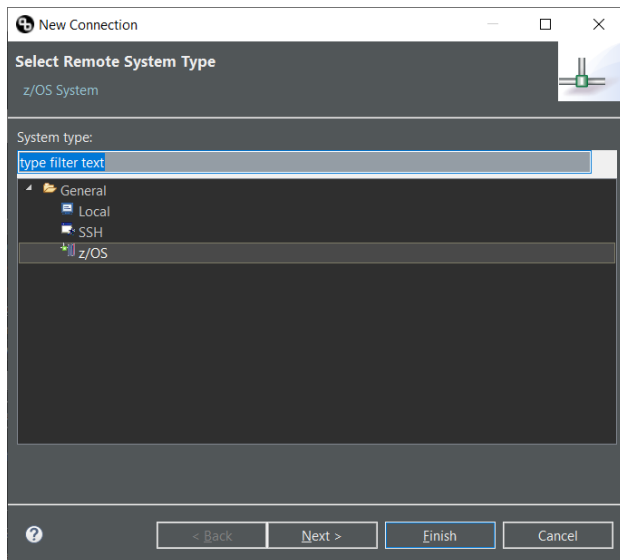 New Connection
Select Remote System Type
z/OS System
System type:
type filter text
General
Local
SSH
z/OS
< Back Next > Finish Cancel